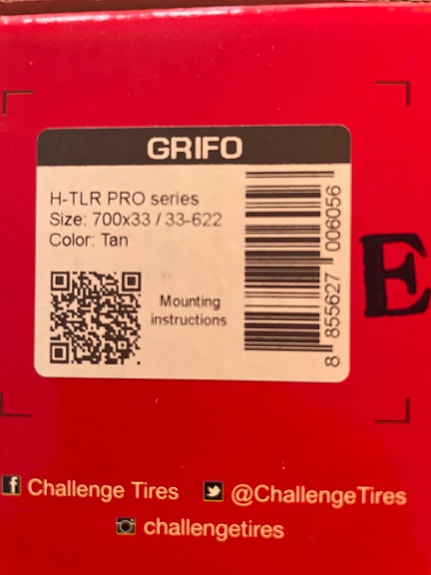 GRIFO
H-TLR PRO series
Size: 700x33 / 33-622
Color: Tan
Mounting
instructions
8 855627 006056
E
Challenge Tires
@ChallengeTires
challengetires